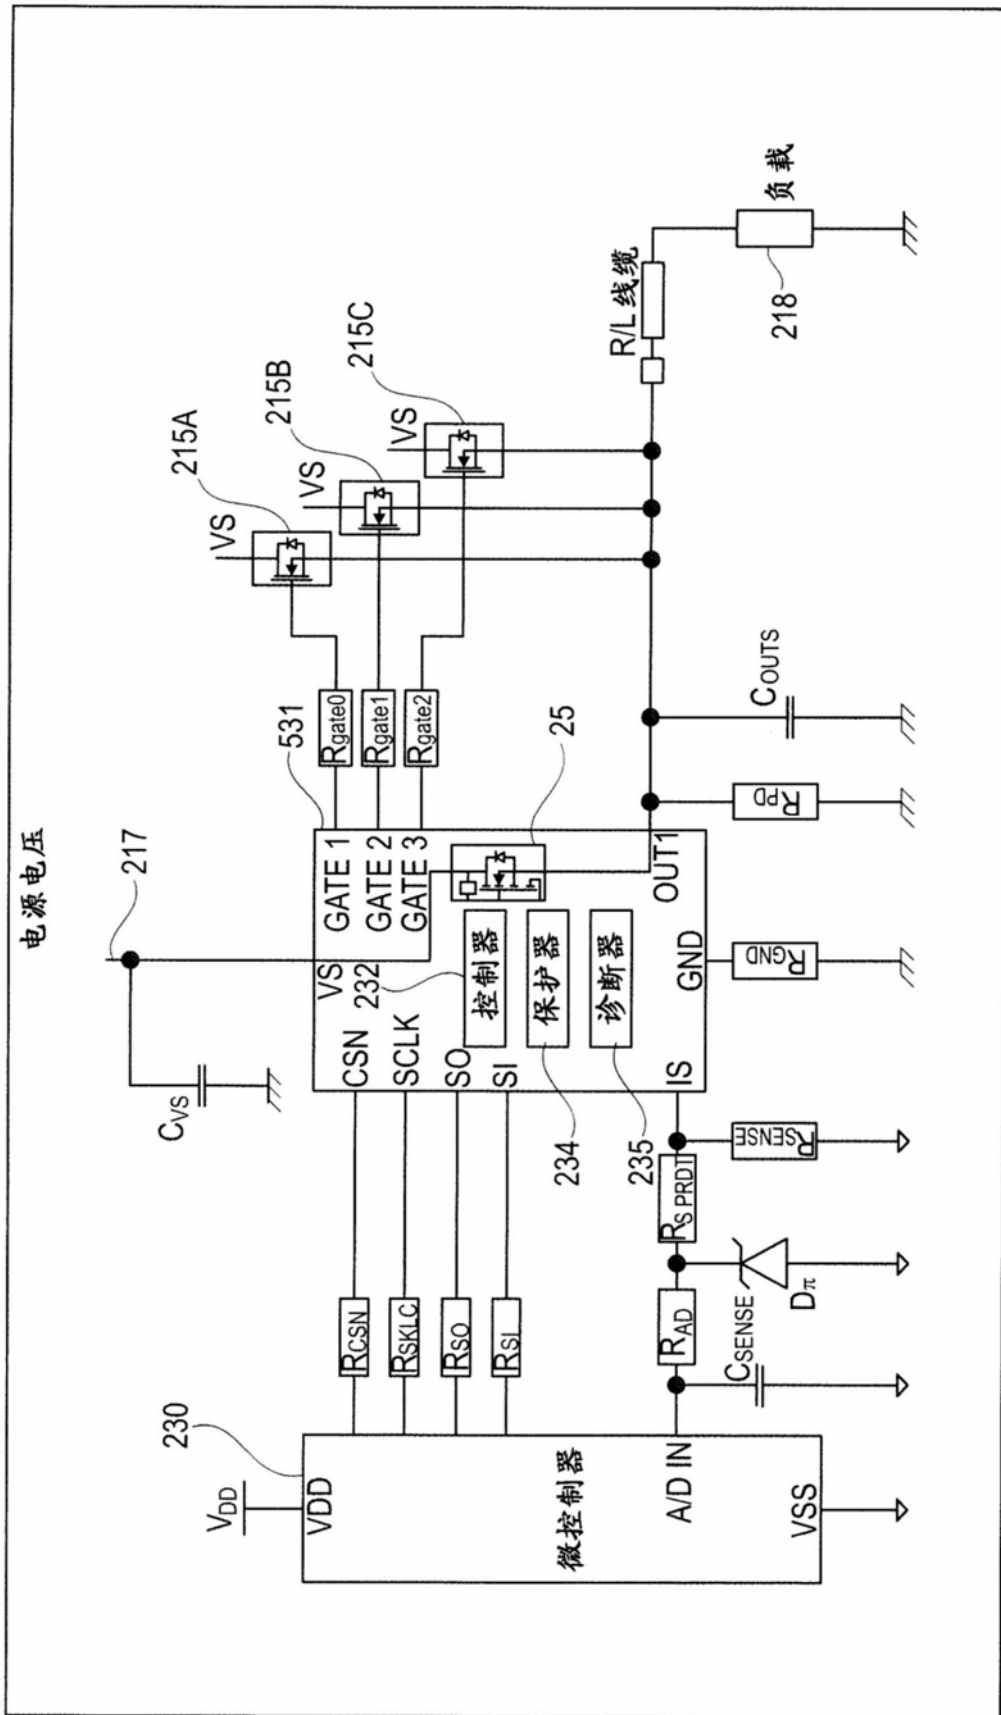 电源电压
217
CVS
VDD
230
VDD
微控制器
A/D IN
VSS
RCSN
RSKLC
RSO
RSI
RAD
CSENSE
Dπ
RS PRDT
RSENSE
531
VS
CSN
SCLK
SO
SI
IS
GND
OUT1
GATE 1
GATE 2
GATE 3
232
控制器
234
保护器
235
诊断器
25
RGND
RPD
COUTS
Rgate0
Rgate1
Rgate2
VS
215A
VS
215B
VS
215C
R/L 线缆
负载
218